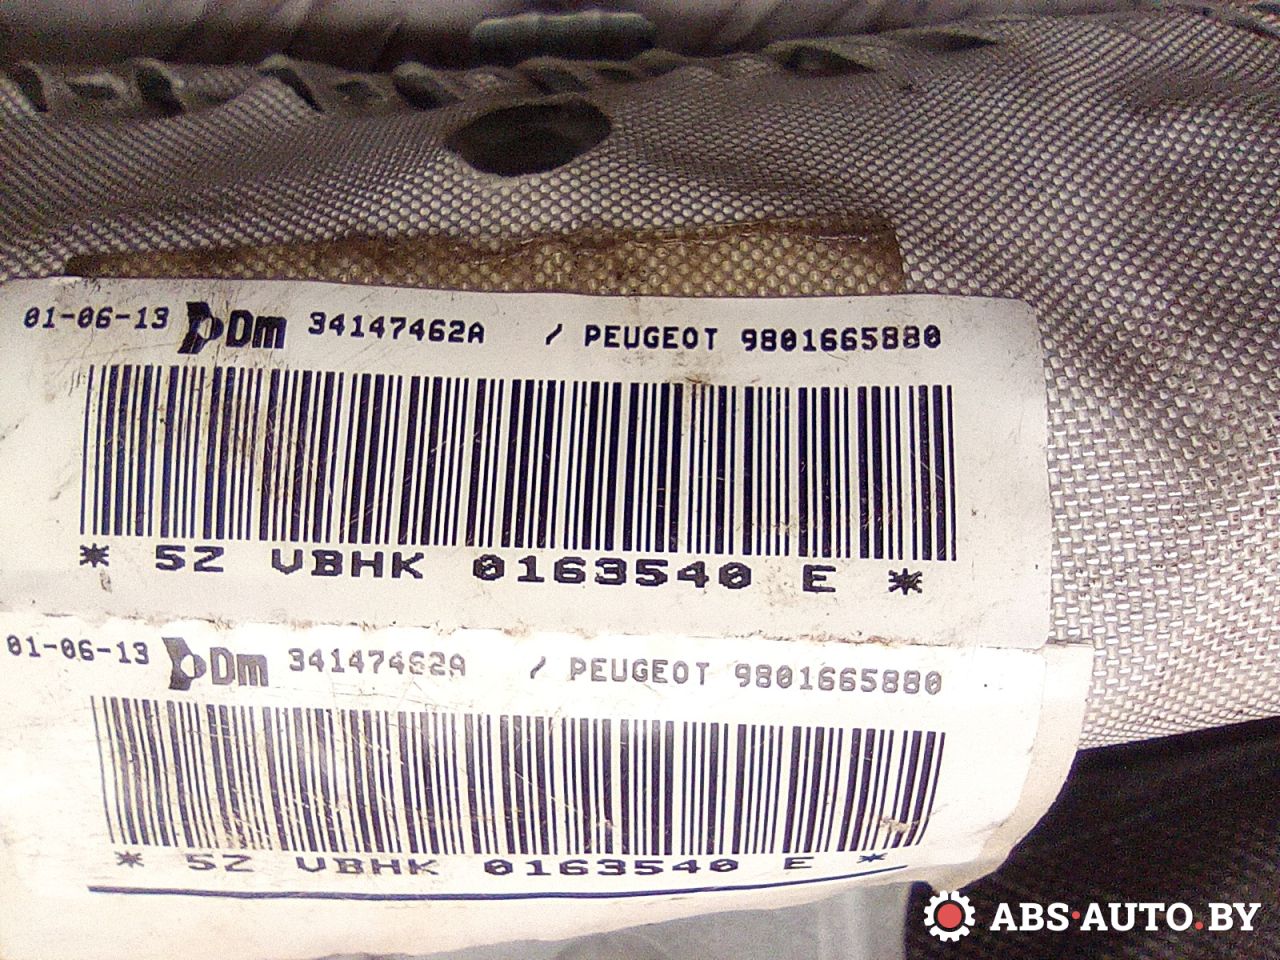 01-06-13 Dm 34147462A / PEUGEOT 9801665880
* 5Z VBHK 0163540 E *
01-06-13 Dm 34147462A / PEUGEOT 9801665880
* 5Z VBHK 0163540 E *
ABS·AUTO.BY